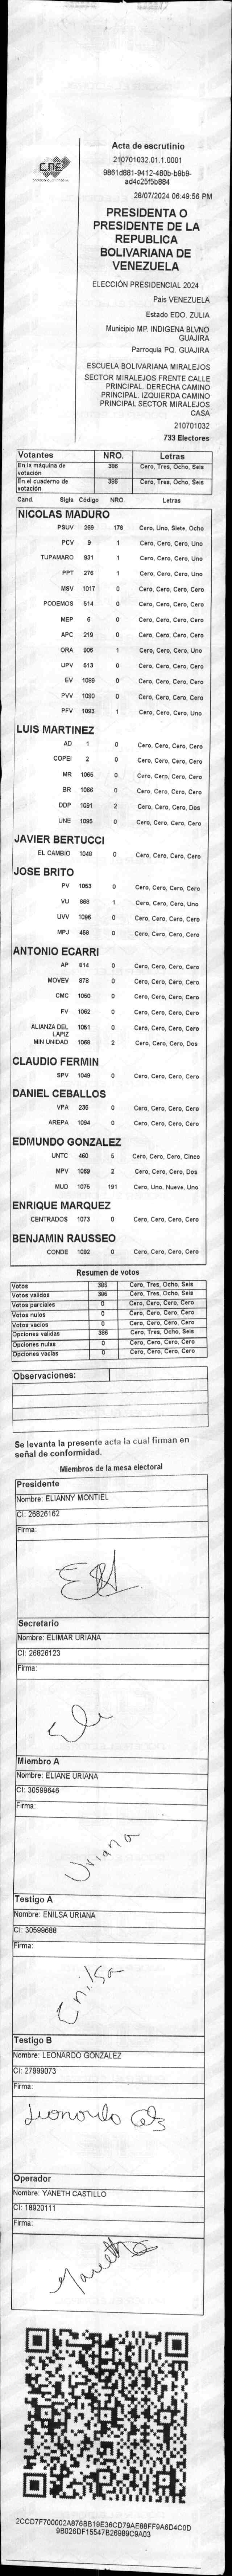 CNE
Acta de escrutinio
210701032.01.1.0001
9861d881-9412-480b-b9b9-
ad4c25f5b984
28/07/2024 06:49:56 PM
PRESIDENTA O
PRESIDENTE DE LA
REPUBLICA
BOLIVARIANA DE
VENEZUELA
ELECCIÓN PRESIDENCIAL 2024
Pais VENEZUELA
Estado EDO. ZULIA
Municipio MP. INDIGENA BLVNO
GUAJIRA
Parroquia PQ. GUAJIRA
ESCUELA BOLIVARIANA MIRALEJOS
SECTOR MIRALEJOS FRENTE CALLE
PRINCIPAL. DERECHA CAMINO
PRINCIPAL. IZQUIERDA CAMINO
PRINCIPAL SECTOR MIRALEJOS
CASA
210701032
733 Electores
Votantes NRO. Letras
En la máquina de votación 386 Cero, Tres, Ocho, Seis
En el cuaderno de votación 386 Cero, Tres, Ocho, Seis
Cand. Sigla Código NRO. Letras
NICOLAS MADURO
PSUV 269 178 Cero, Uno, Siete, Ocho
PCV 9 1 Cero, Cero, Cero, Uno
TUPAMARO 931 1 Cero, Cero, Cero, Uno
PPT 276 1 Cero, Cero, Cero, Uno
MSV 1017 0 Cero, Cero, Cero, Cero
PODEMOS 514 0 Cero, Cero, Cero, Cero
MEP 6 0 Cero, Cero, Cero, Cero
APC 219 0 Cero, Cero, Cero, Cero
ORA 906 1 Cero, Cero, Cero, Uno
UPV 513 0 Cero, Cero, Cero, Cero
EV 1089 0 Cero, Cero, Cero, Cero
PVV 1090 0 Cero, Cero, Cero, Cero
PFV 1093 1 Cero, Cero, Cero, Uno
LUIS MARTINEZ
AD 1 0 Cero, Cero, Cero, Cero
COPEI 2 0 Cero, Cero, Cero, Cero
MR 1065 0 Cero, Cero, Cero, Cero
BR 1066 0 Cero, Cero, Cero, Cero
DDP 1091 2 Cero, Cero, Cero, Dos
UNE 1095 0 Cero, Cero, Cero, Cero
JAVIER BERTUCCI
EL CAMBIO 1048 0 Cero, Cero, Cero, Cero
JOSE BRITO
PV 1053 0 Cero, Cero, Cero, Cero
VU 868 1 Cero, Cero, Cero, Uno
UVV 1096 0 Cero, Cero, Cero, Cero
MPJ 458 0 Cero, Cero, Cero, Cero
ANTONIO ECARRI
AP 614 0 Cero, Cero, Cero, Cero
MOVEV 878 0 Cero, Cero, Cero, Cero
CMC 1050 0 Cero, Cero, Cero, Cero
FV 1052 0 Cero, Cero, Cero, Cero
ALIANZA DEL LAPIZ 1051 0 Cero, Cero, Cero, Cero
MIN UNIDAD 1068 2 Cero, Cero, Cero, Dos
CLAUDIO FERMIN
SPV 1049 0 Cero, Cero, Cero, Cero
DANIEL CEBALLOS
VPA 236 0 Cero, Cero, Cero, Cero
AREPA 1094 0 Cero, Cero, Cero, Cero
EDMUNDO GONZALEZ
UNTC 460 5 Cero, Cero, Cero, Cinco
MPV 1069 2 Cero, Cero, Cero, Dos
MUD 1075 191 Cero, Uno, Nueve, Uno
ENRIQUE MARQUEZ
CENTRADOS 1073 0 Cero, Cero, Cero, Cero
BENJAMIN RAUSSEO
CONDE 1092 0 Cero, Cero, Cero, Cero
Resumen de votos
Votos 386 Cero, Tres, Ocho, Seis
Votos validos 386 Cero, Tres, Ocho, Seis
Votos parciales 0 Cero, Cero, Cero, Cero
Votos nulos 0 Cero, Cero, Cero, Cero
Votos vacios 0 Cero, Cero, Cero, Cero
Opciones validas 386 Cero, Tres, Ocho, Seis
Opciones nulas 0 Cero, Cero, Cero, Cero
Opciones vacias 0 Cero, Cero, Cero, Cero
Observaciones:
Se levanta la presente acta la cual firman en
señal de conformidad.
Miembros de la mesa electoral
Presidente
Nombre: ELIANNY MONTIEL
CI: 26826162
Firma:
Secretario
Nombre: ELIMAR URIANA
CI: 26826123
Firma:
Miembro A
Nombre: ELIANE URIANA
CI: 30599646
Firma:
Uriana
Testigo A
Nombre: ENILSA URIANA
CI: 30599688
Firma:
Enilsa
Testigo B
Nombre: LEONARDO GONZALEZ
CI: 27999073
Firma:
Leonardo
Operador
Nombre: YANETH CASTILLO
CI: 18920111
Firma:
Yaneth
2CCD7F700002A876BB19E36CD79AE88FF9A6D4C0D
9B026DF15547B26989C9A03